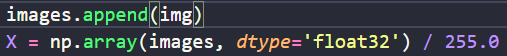 images.append(img)
X = np.array(images, dtype='float32') / 255.0